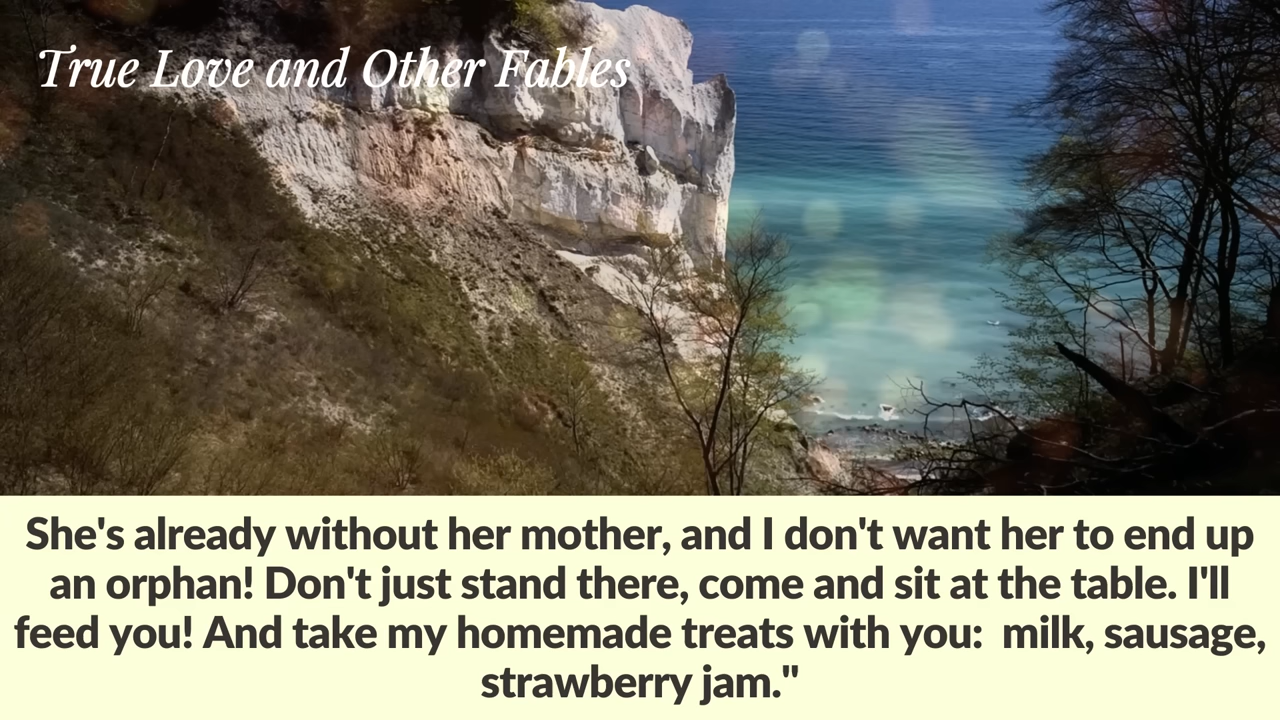 True Love and Other Fables
She's already without her mother, and I don't want her to end up
an orphan! Don't just stand there, come and sit at the table. I'll
feed you! And take my homemade treats with you:  milk, sausage,
strawberry jam."